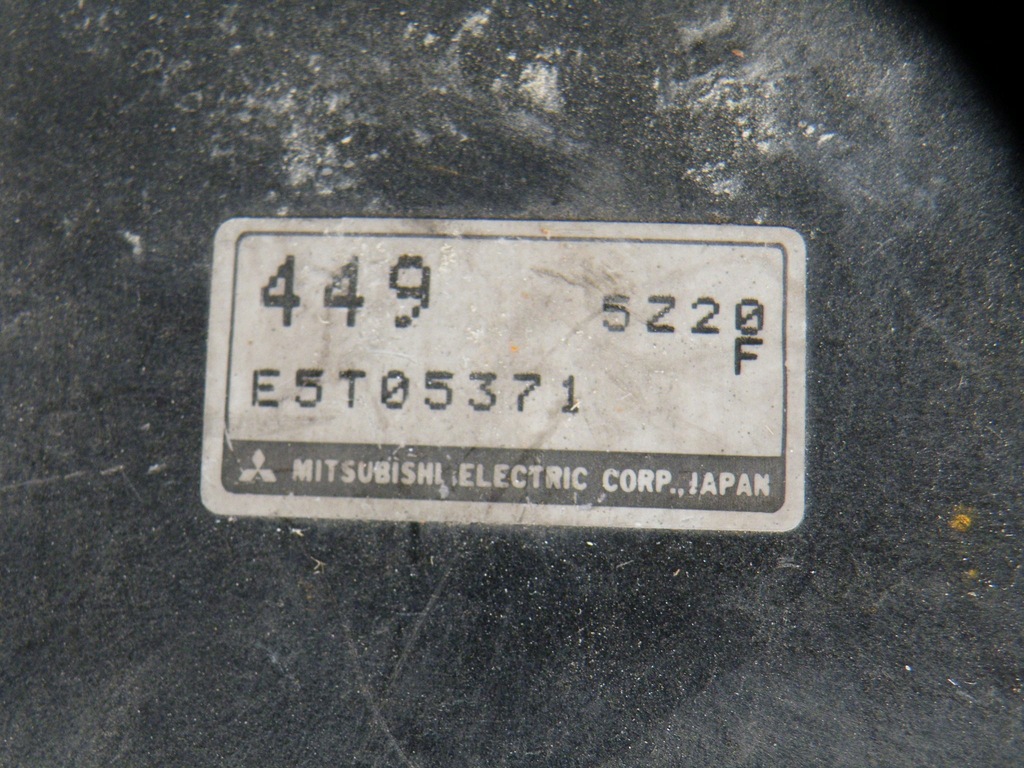 449
5Z20
F
E5T05371
MITSUBISHI ELECTRIC CORP., JAPAN